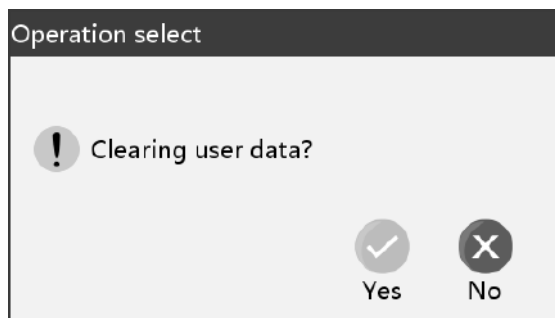 Operation select
Clearing user data?
Yes No